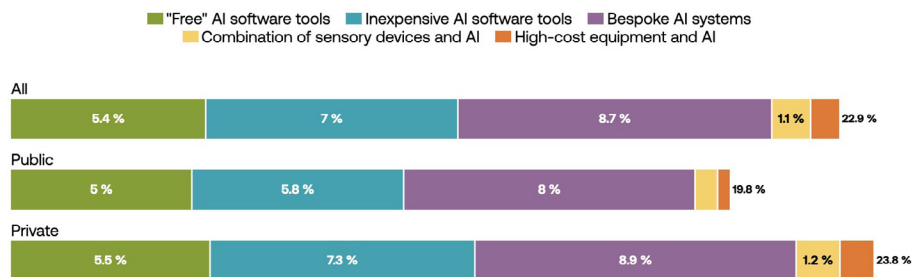 "Free" AI software tools Inexpensive AI software tools Bespoke AI systems
Combination of sensory devices and AI High-cost equipment and AI
All
5.4 % 7 % 8.7 % 1.1 % 22.9 %
Public
5 % 5.8 % 8 % 19.8 %
Private
5.5 % 7.3 % 8.9 % 1.2 % 23.8 %